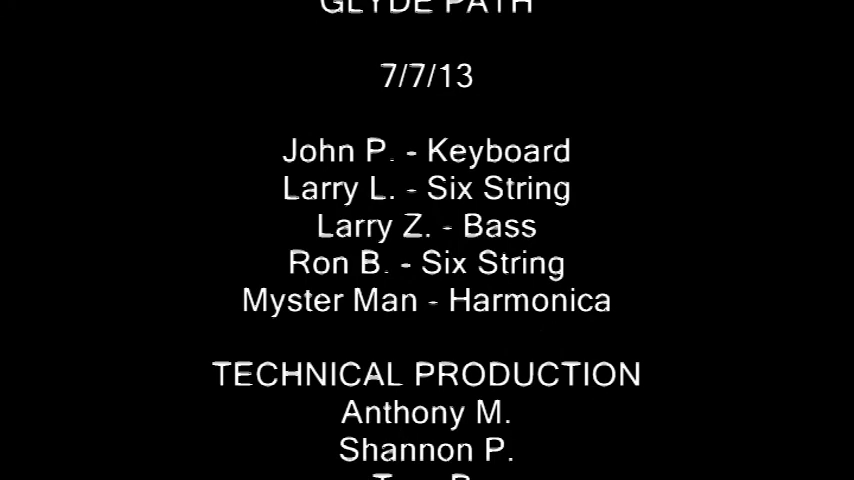 GLYDE PATH
7/7/13
John P. - Keyboard
Larry L. - Six String
Larry Z. - Bass
Ron B. - Six String
Myster Man - Harmonica
TECHNICAL PRODUCTION
Anthony M.
Shannon P.